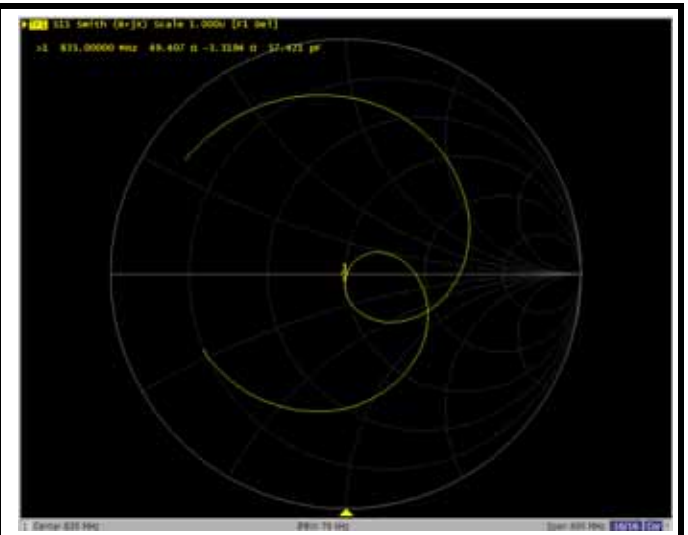 Tr1 S11 Smith (R+jX) Scale 1.000U [F1 Del]
>1 835.00000 MHz 49.407 Ω -3.3194 Ω 57.421 pF
1 Center 835 MHz IFBW 70 kHz Span MHz Cor